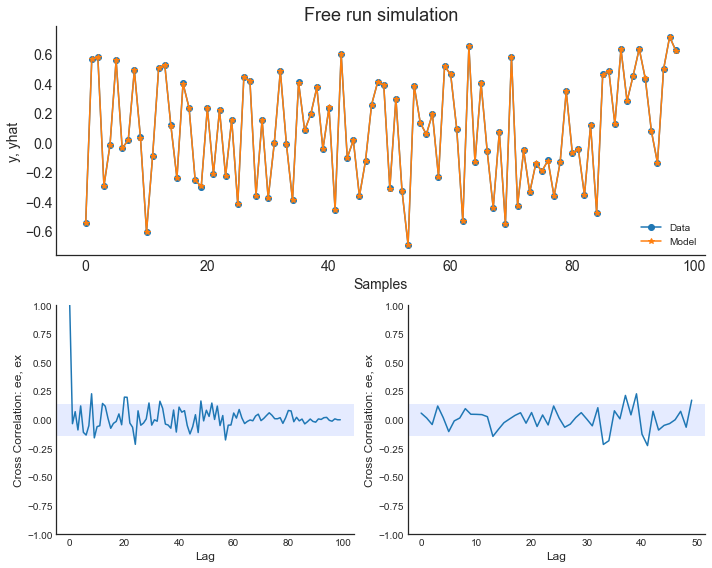 Free run simulation
y, yhat
0.6
0.4
0.2
0.0
−0.2
−0.4
−0.6
Data
Model
0 20 40 60 80 100
Samples
Cross Correlation: ee, ex
1.00
0.75
0.50
0.25
0.00
−0.25
−0.50
−0.75
−1.00
0 20 40 60 80 100
Lag
Cross Correlation: ee, ex
1.00
0.75
0.50
0.25
0.00
−0.25
−0.50
−0.75
−1.00
0 10 20 30 40 50
Lag